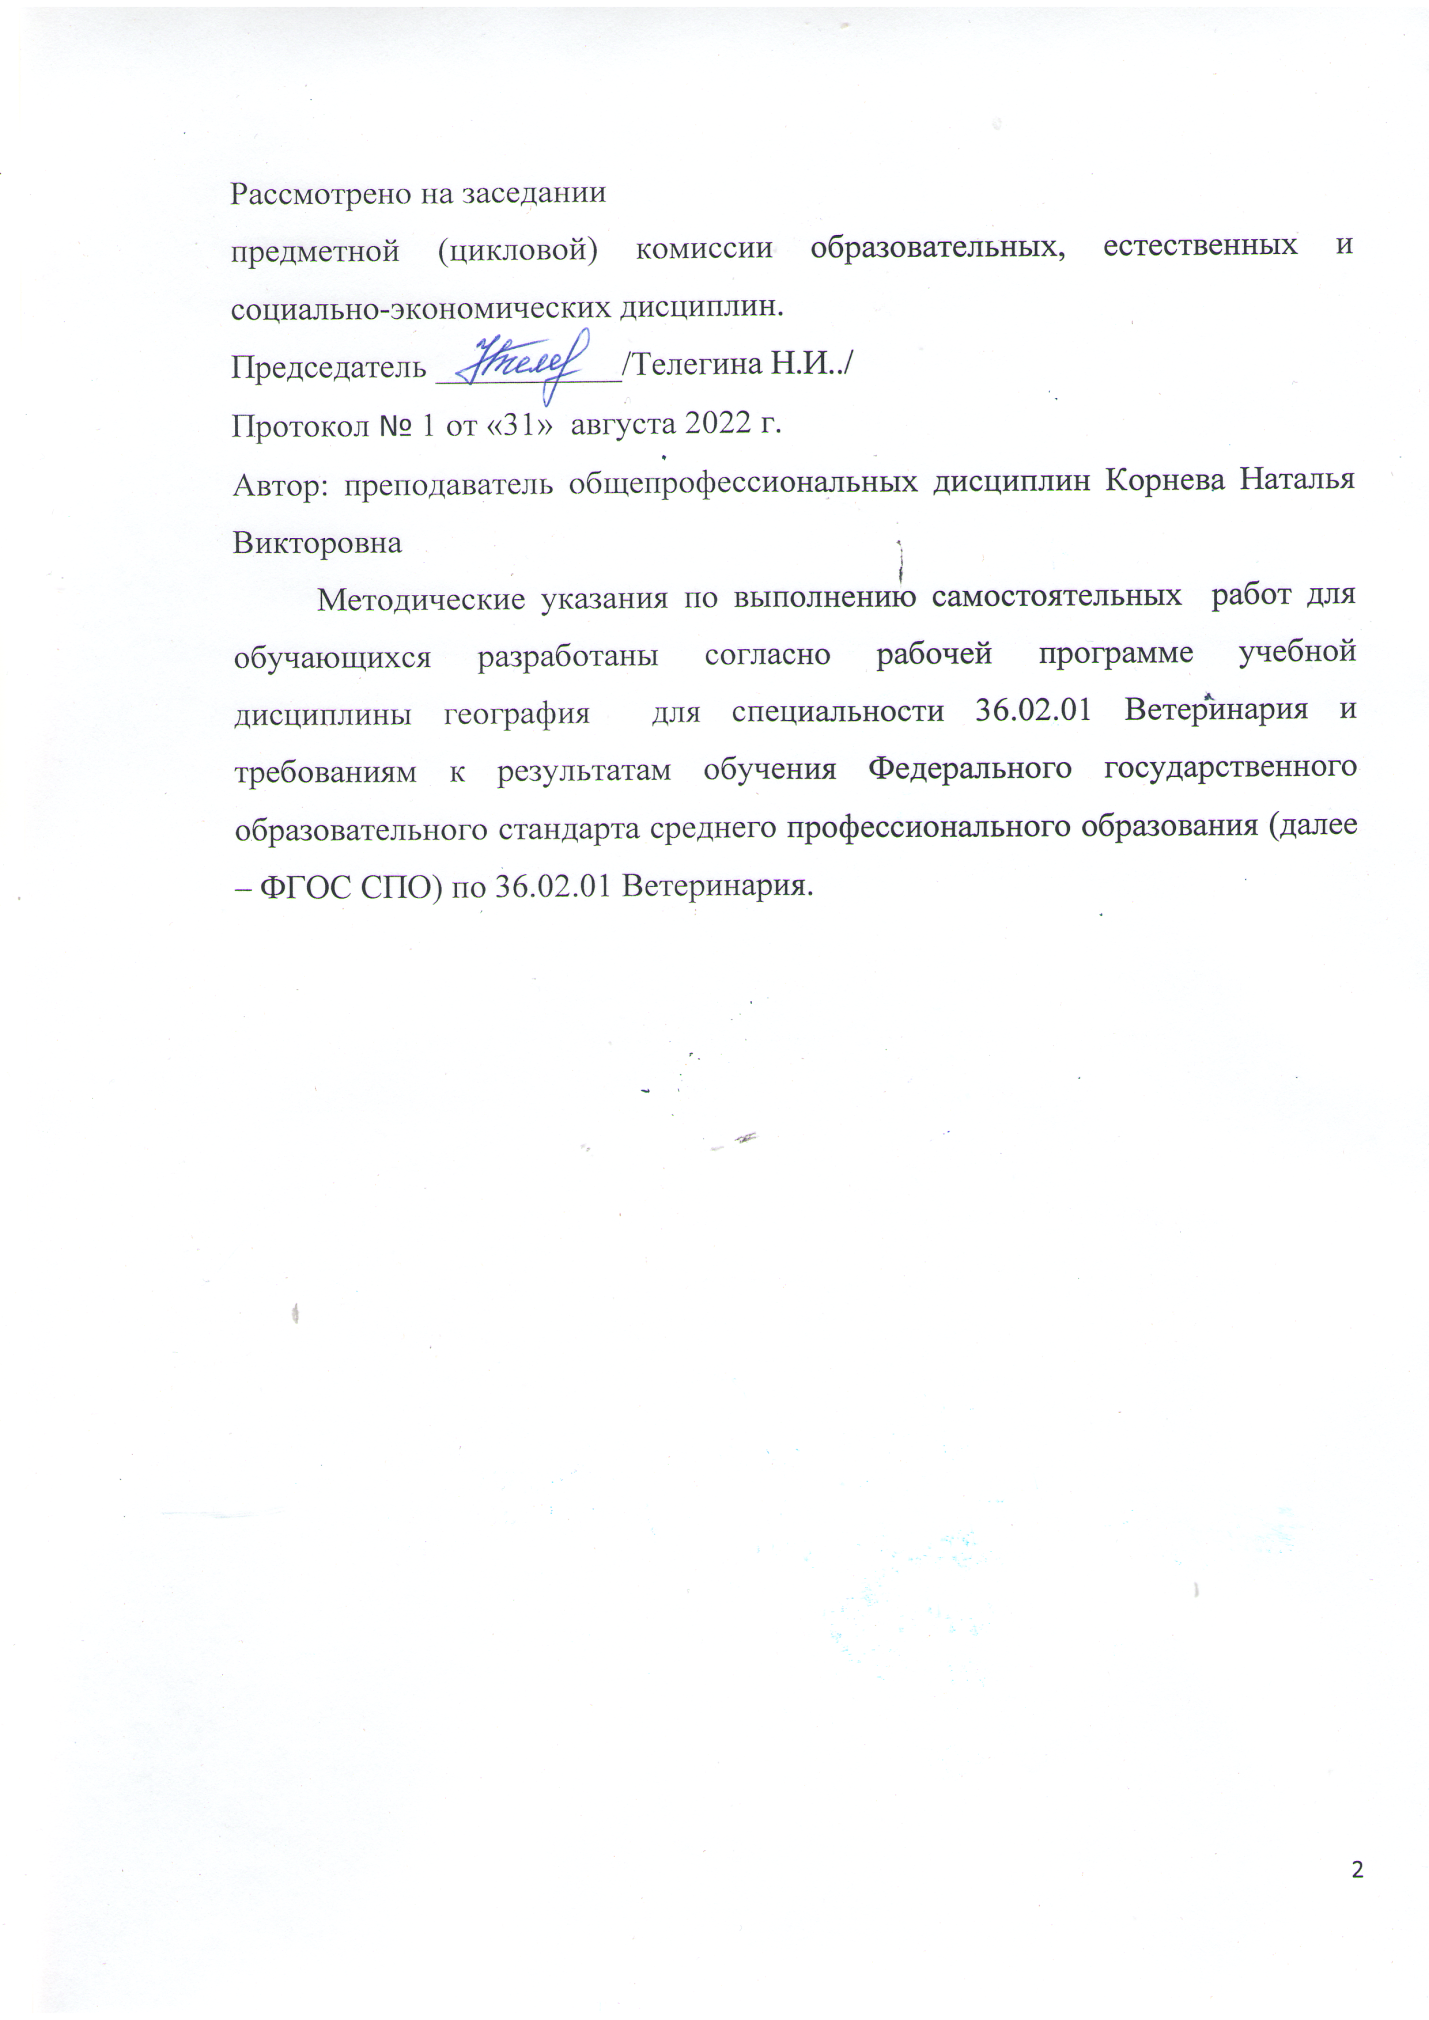 Рассмотрено на заседании
предметной (цикловой) комиссии образовательных, естественных и
социально-экономических дисциплин.
Председатель ___________/Телегина Н.И../
Протокол № 1 от «31» августа 2022 г.
Автор: преподаватель общепрофессиональных дисциплин Корнева Наталья
Викторовна
Методические указания по выполнению самостоятельных работ для
обучающихся разработаны согласно рабочей программе учебной
дисциплины география для специальности 36.02.01 Ветеринария и
требованиям к результатам обучения Федерального государственного
образовательного стандарта среднего профессионального образования (далее
– ФГОС СПО) по 36.02.01 Ветеринария.
2